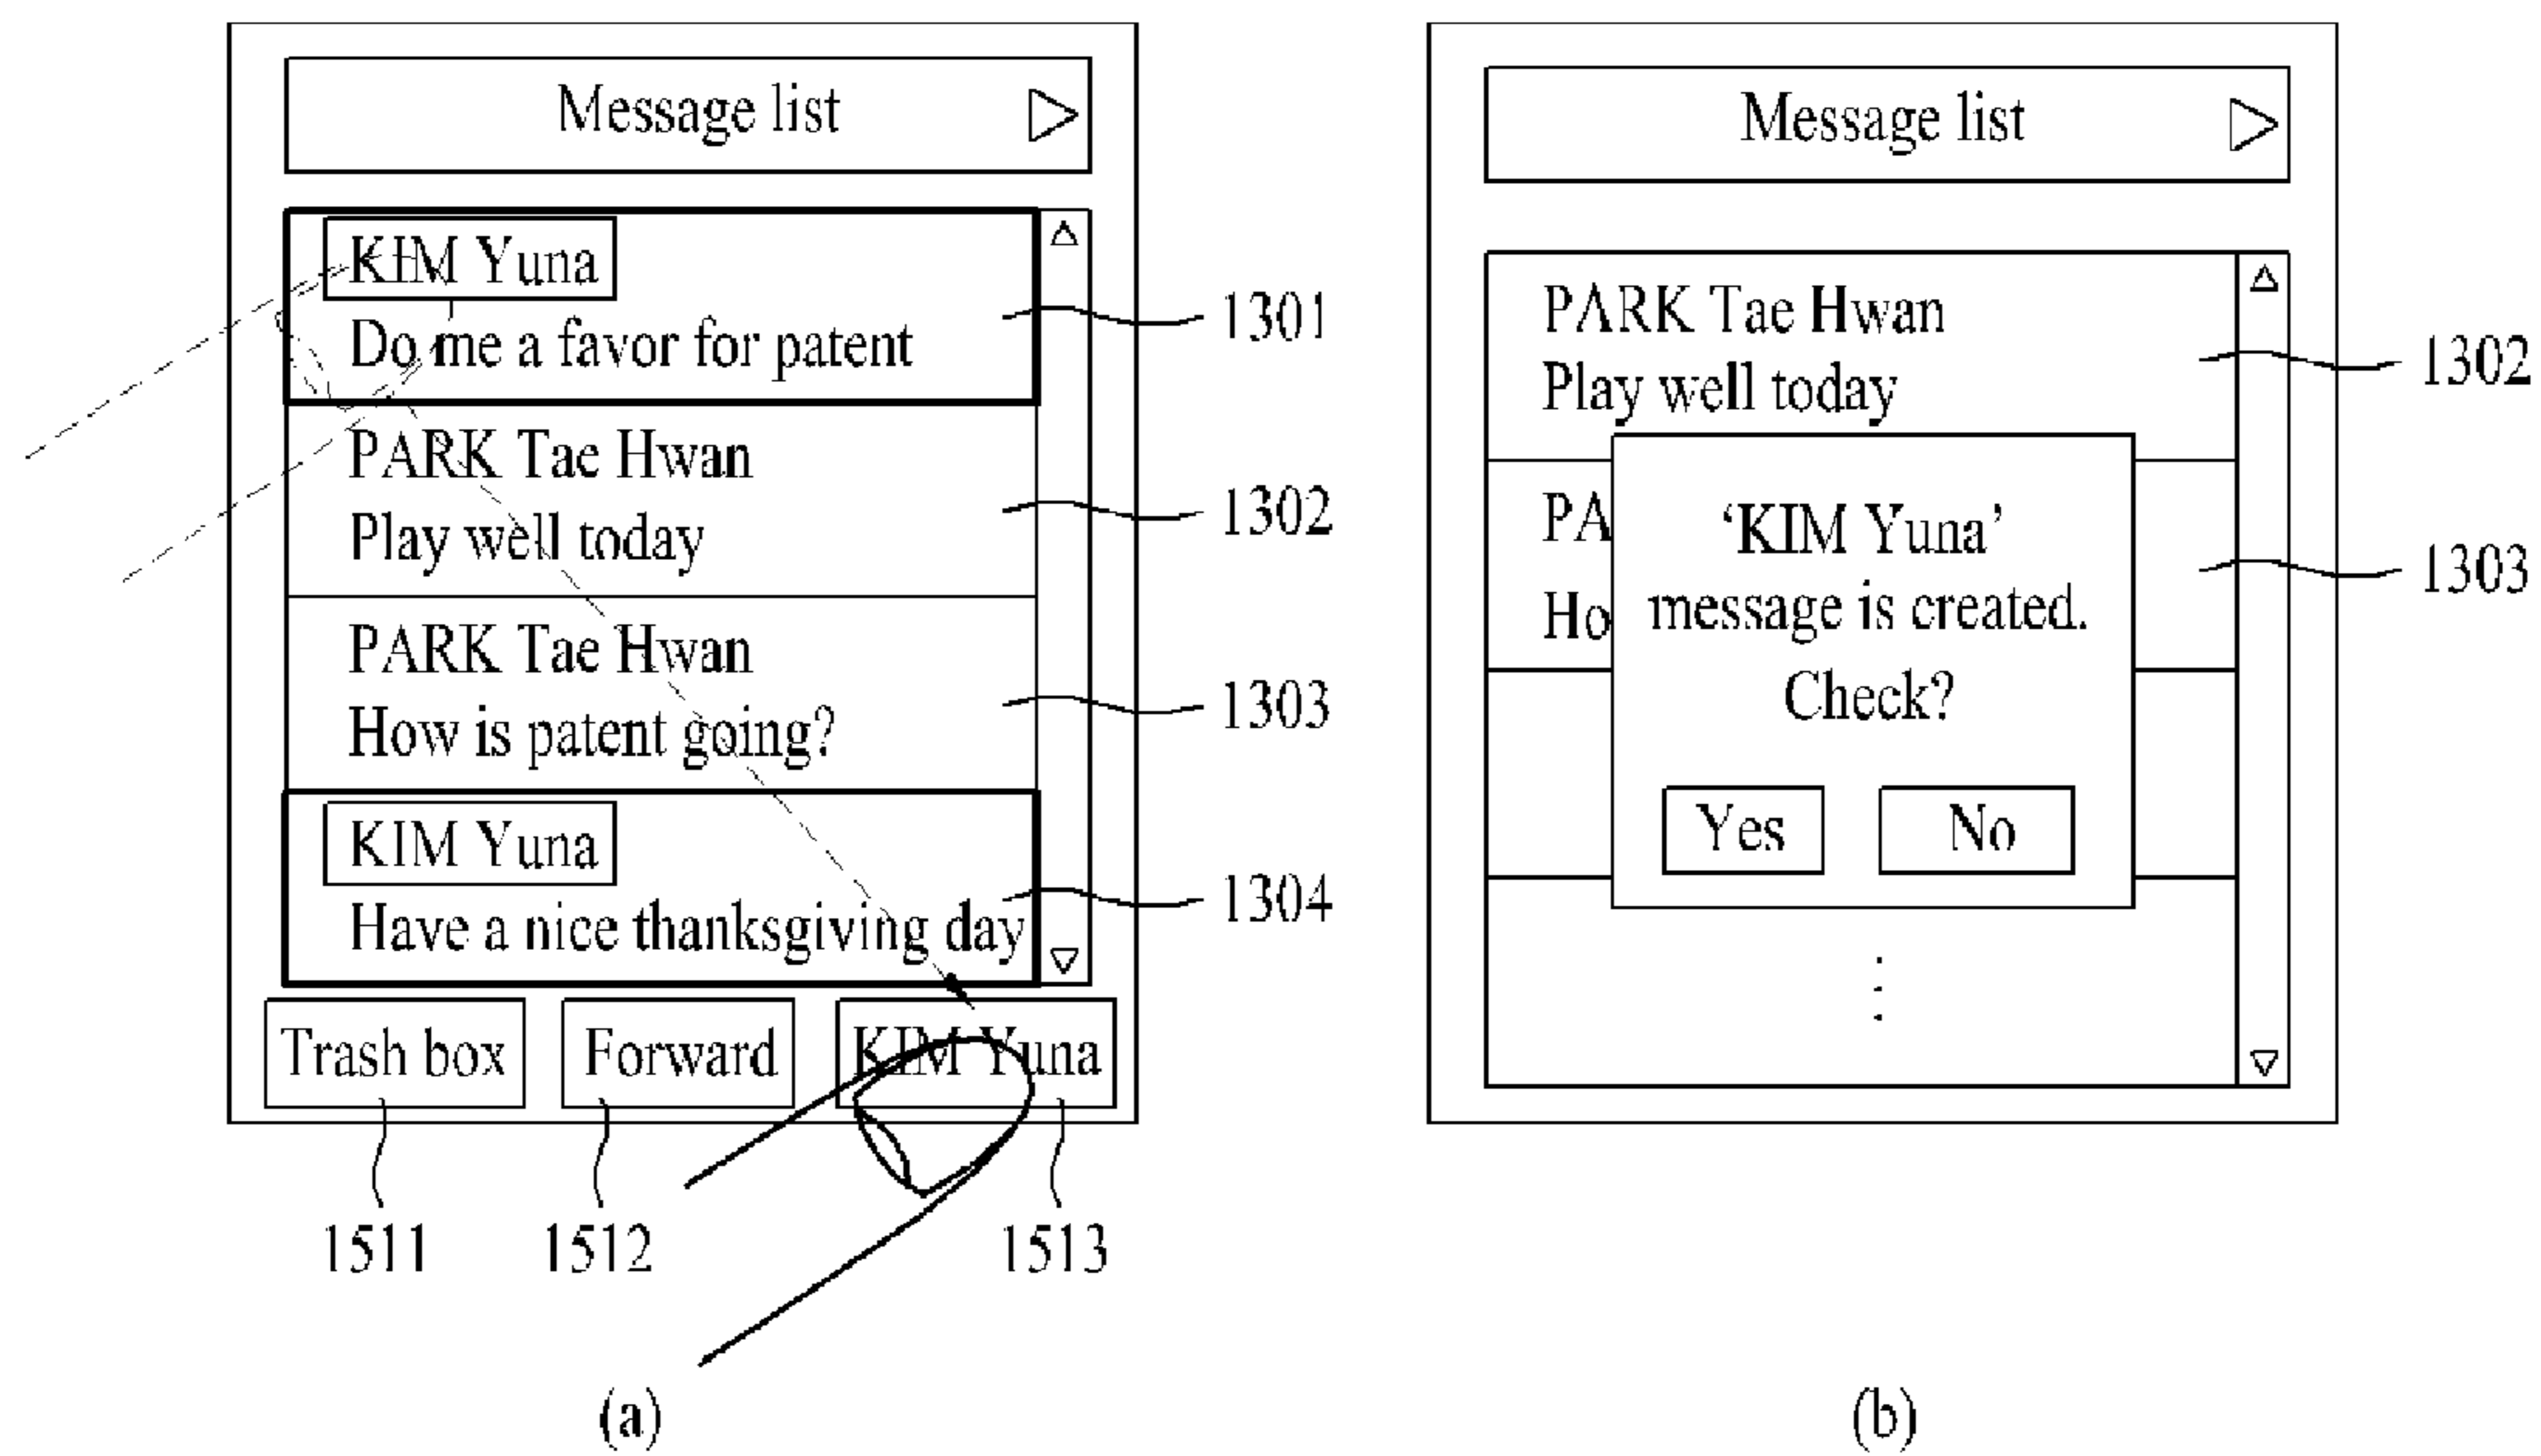 Message list
KIM Yuna
Do me a favor for patent
1301
PARK Tae Hwan
Play well today
1302
PARK Tae Hwan
How is patent going?
1303
KIM Yuna
Have a nice thanksgiving day
1304
Trash box
Forward
KIM Yuna
1511
1512
1513
(a)
Message list
PARK Tae Hwan
Play well today
1302
PA
Ho
1303
‘KIM Yuna’
message is created.
Check?
Yes
No
(b)